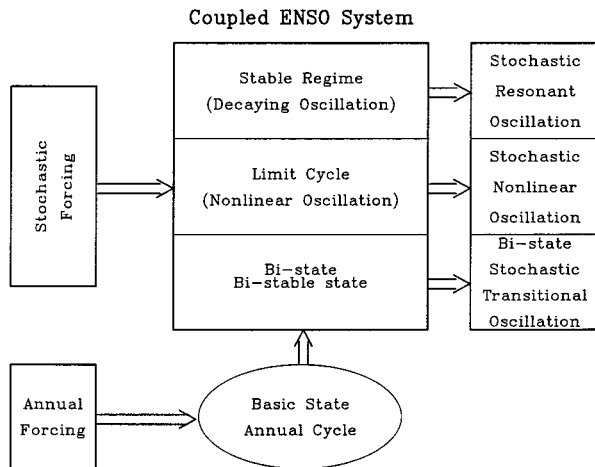 Coupled ENSO System
Stochastic
Forcing
Stable Regime
(Decaying Oscillation)
Stochastic
Resonant
Oscillation
Limit Cycle
(Nonlinear Oscillation)
Stochastic
Nonlinear
Oscillation
Bi-state
Bi-stable state
Bi-state
Stochastic
Transitional
Oscillation
Annual
Forcing
Basic State
Annual Cycle